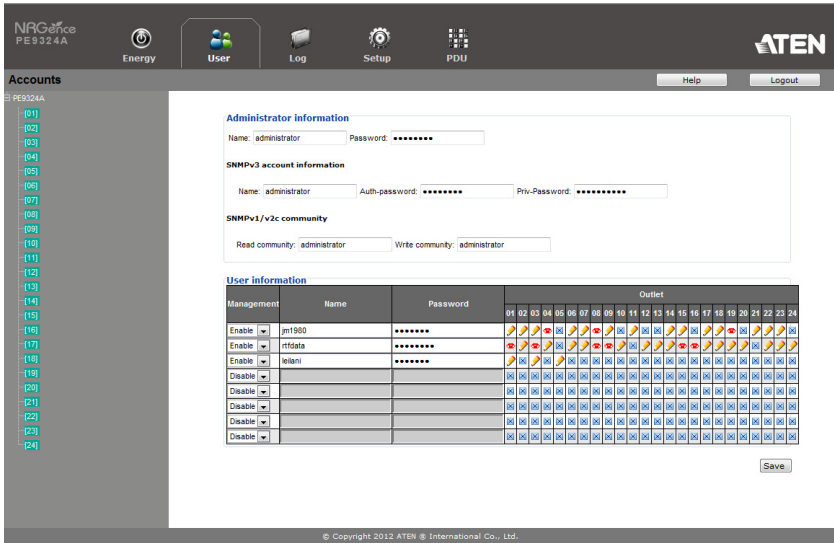 NRGence
PE9324A
Energy
User
Log
Setup
PDU
ATEN
Accounts
Help
Logout
PE9324A
[01]
[02]
[03]
[04]
[05]
[06]
[07]
[08]
[09]
[10]
[11]
[12]
[13]
[14]
[15]
[16]
[17]
[18]
[19]
[20]
[21]
[22]
[23]
[24]
Administrator information
Name: administrator Password: ••••••••
SNMPv3 account information
Name: administrator Auth-password: •••••••• Priv-Password: ••••••••••
SNMPv1/v2c community
Read community: administrator Write community: administrator
User information
Management Name Password Outlet
01 02 03 04 05 06 07 08 09 10 11 12 13 14 15 16 17 18 19 20 21 22 23 24
Enable jm1980 •••••••
Enable rtfdata ••••••••
Enable leilani •••••••
Disable
Disable
Disable
Disable
Disable
Save
© Copyright 2012 ATEN ® International Co., Ltd.